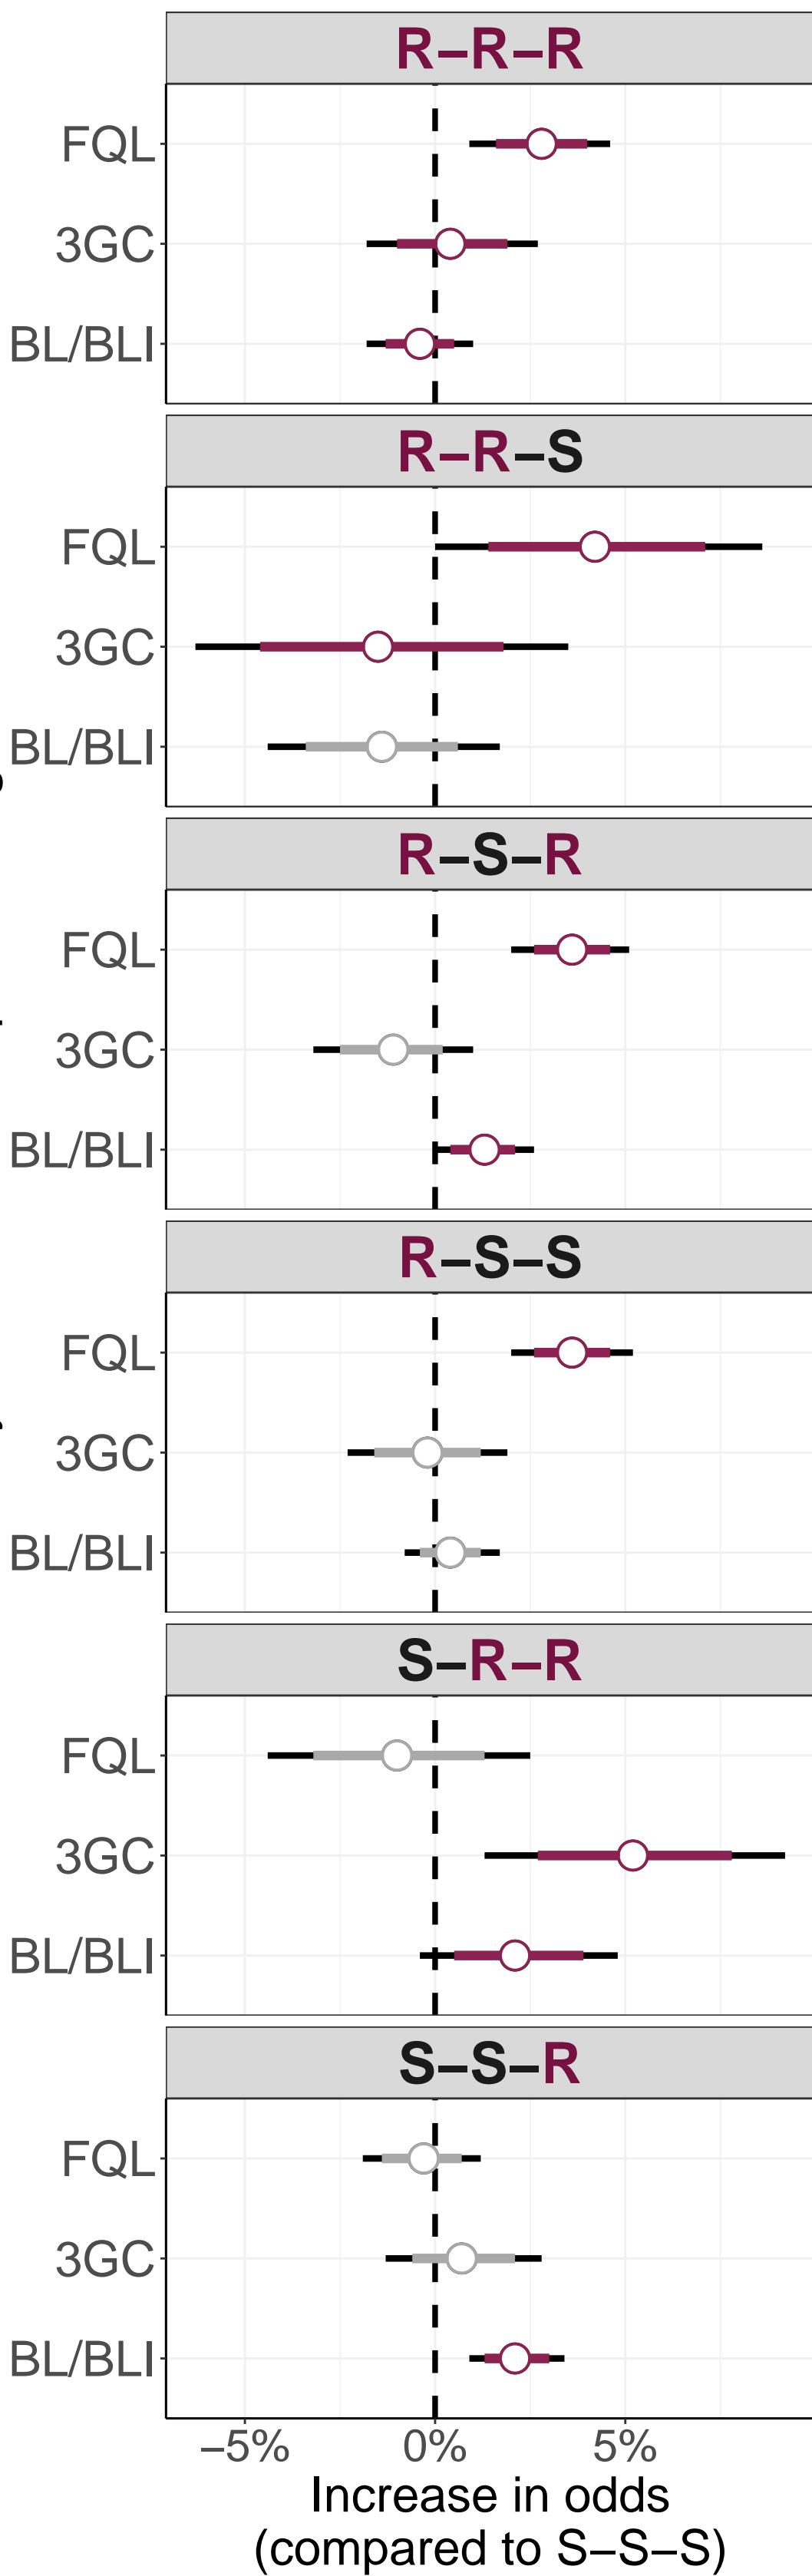 R–R–R
FQL
3GC
BL/BLI
R–R–S
FQL
3GC
BL/BLI
R–S–R
FQL
3GC
BL/BLI
R–S–S
FQL
3GC
BL/BLI
S–R–R
FQL
3GC
BL/BLI
S–S–R
FQL
3GC
BL/BLI
−5% 0% 5%
Increase in odds
(compared to S–S–S)